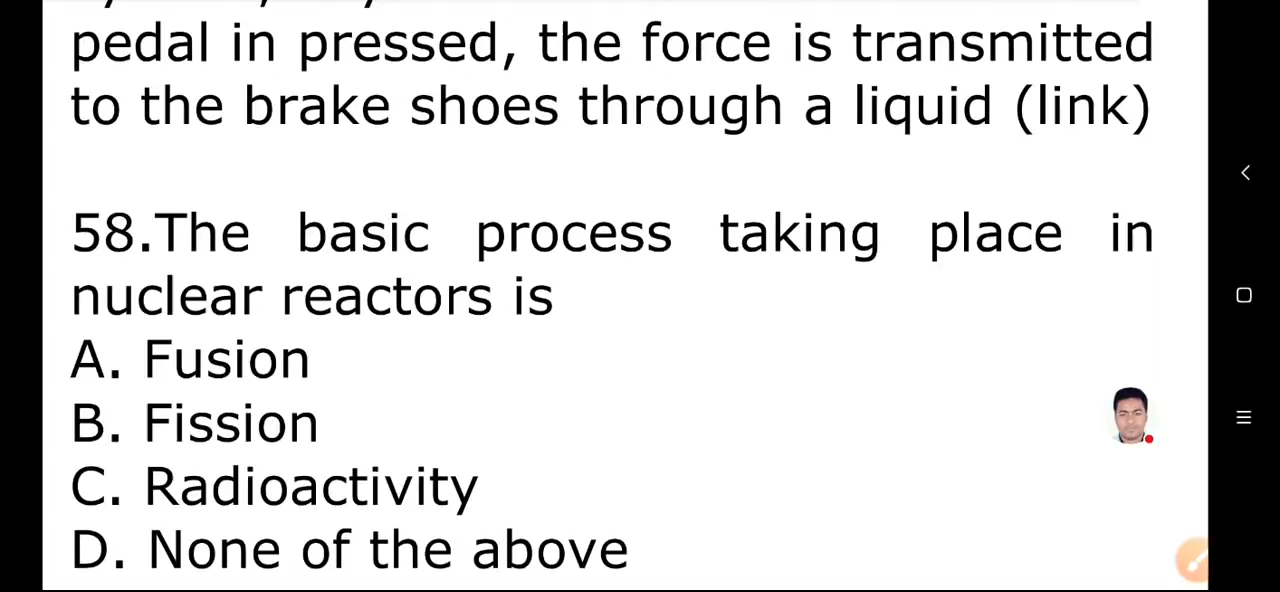 pedal in pressed, the force is transmitted
to the brake shoes through a liquid (link)
58.The basic process taking place in
nuclear reactors is
A. Fusion
B. Fission
C. Radioactivity
D. None of the above